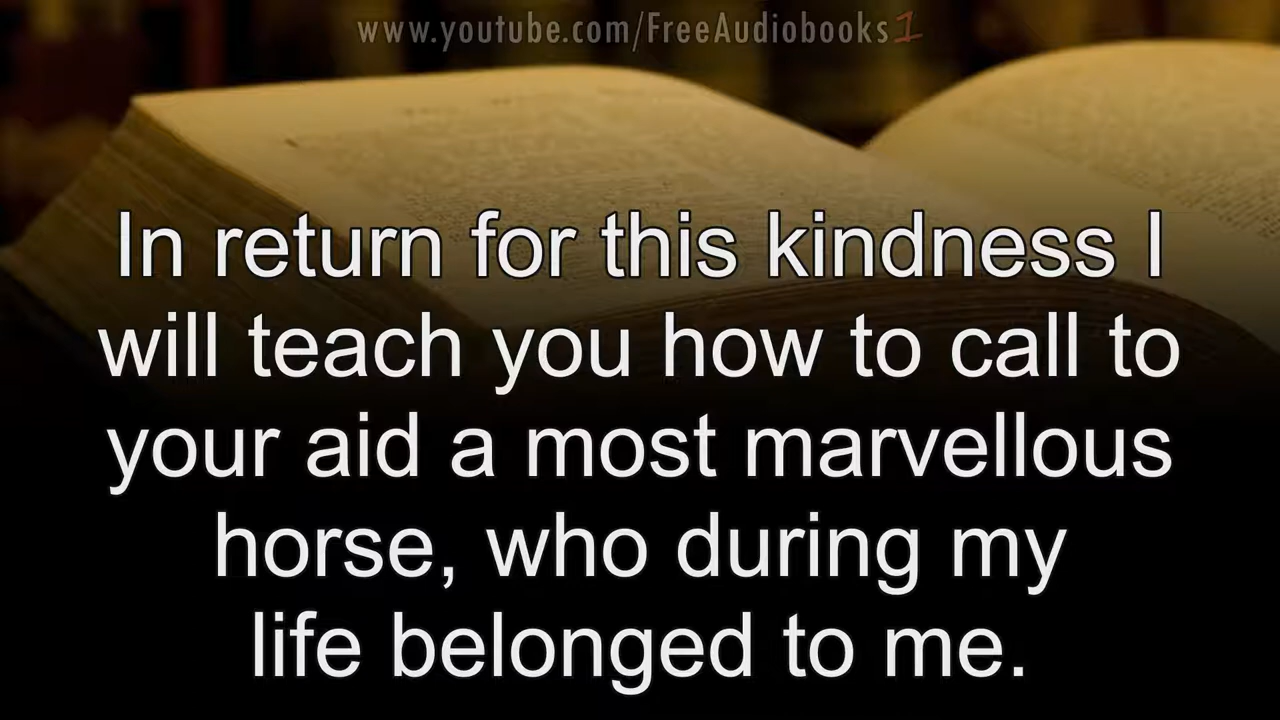 www.youtube.com/FreeAudiobooks1
In return for this kindness I
will teach you how to call to
your aid a most marvellous
horse, who during my
life belonged to me.